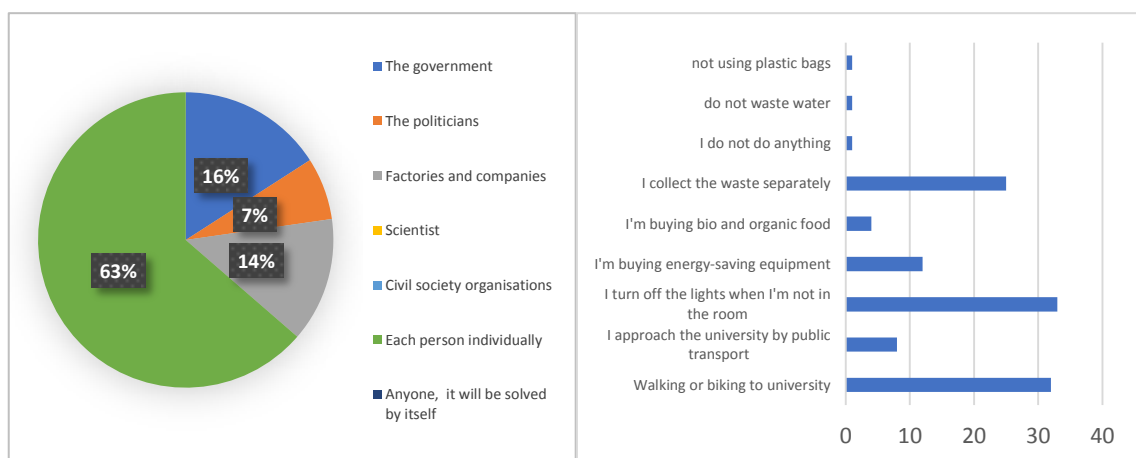 16%
7%
14%
63%
The government
The politicians
Factories and companies
Scientist
Civil society organisations
Each person individually
Anyone, it will be solved
by itself
not using plastic bags
do not waste water
I do not do anything
I collect the waste separately
I'm buying bio and organic food
I'm buying energy-saving equipment
I turn off the lights when I'm not in
the room
I approach the university by public
transport
Walking or biking to university
0 10 20 30 40